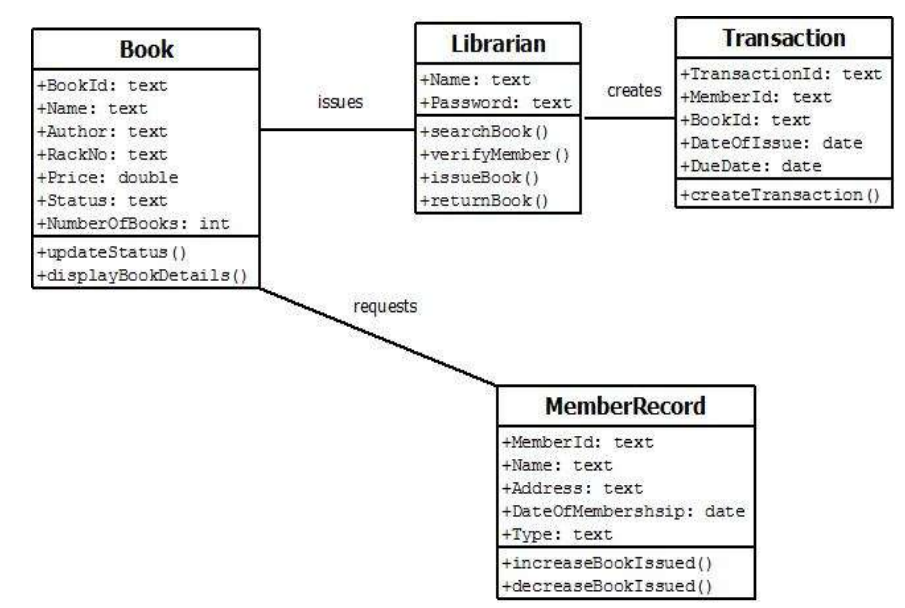 Book
+BookId: text
+Name: text
+Author: text
+RackNo: text
+Price: double
+Status: text
+NumberOfBooks: int
+updateStatus()
+displayBookDetails()
issues
Librarian
+Name: text
+Password: text
+searchBook()
+verifyMember()
+issueBook()
+returnBook()
creates
Transaction
+TransactionId: text
+MemberId: text
+BookId: text
+DateOfIssue: date
+DueDate: date
+createTransaction()
requests
MemberRecord
+MemberId: text
+Name: text
+Address: text
+DateOfMembershsip: date
+Type: text
+increaseBookIssued()
+decreaseBookIssued()